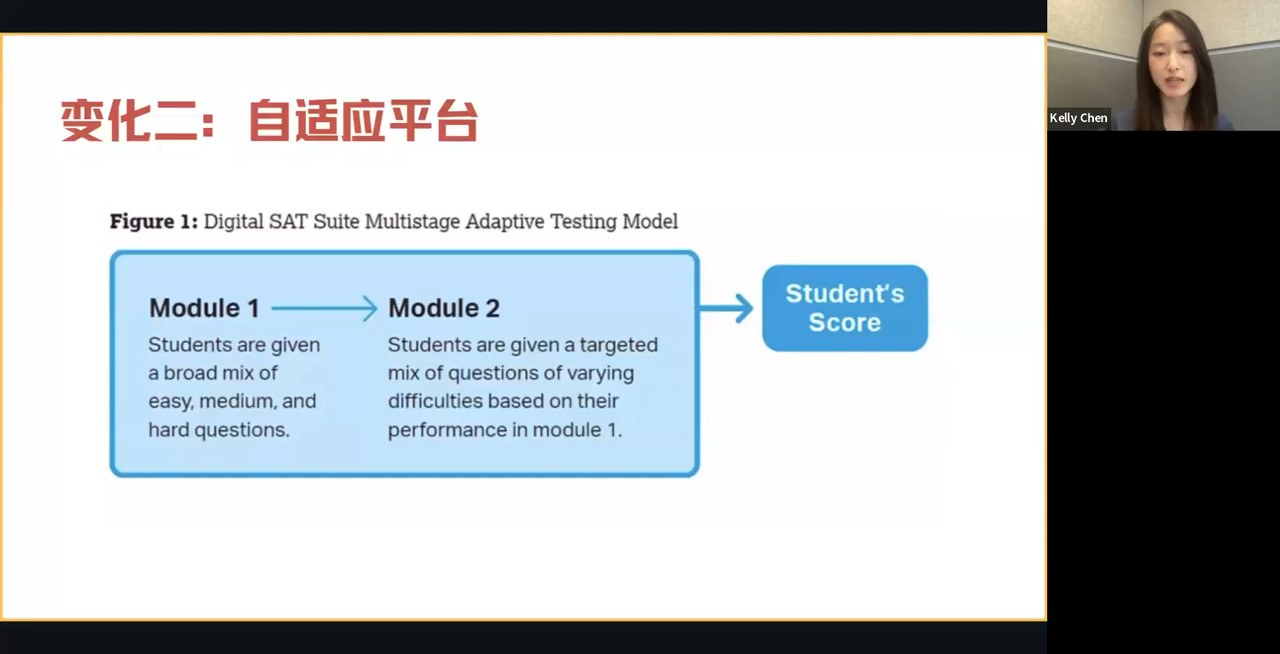 变化二：自适应平台
Figure 1: Digital SAT Suite Multistage Adaptive Testing Model
Module 1
Students are given
a broad mix of
easy, medium, and
hard questions.
Module 2
Students are given a targeted
mix of questions of varying
difficulties based on their
performance in module 1.
Student's
Score
Kelly Chen